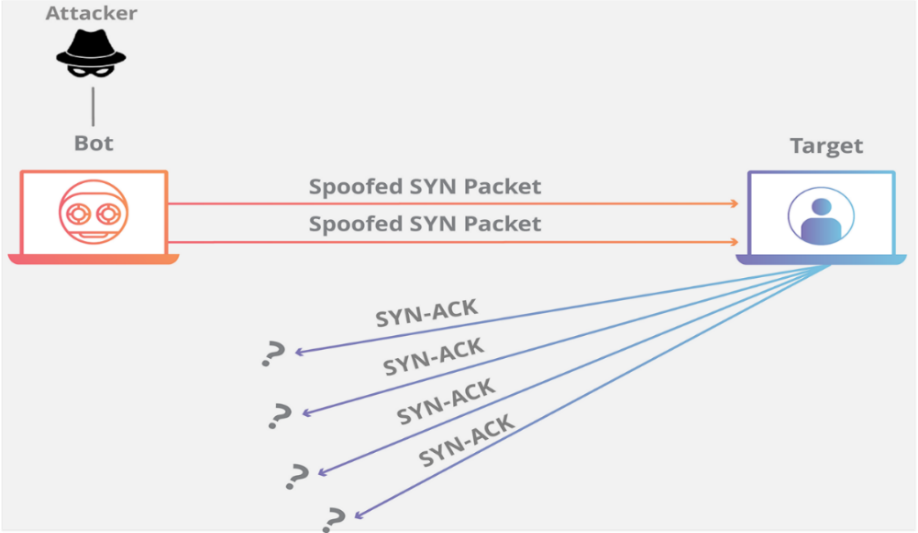 Attacker
Bot
Target
Spoofed SYN Packet
Spoofed SYN Packet
SYN-ACK
?
SYN-ACK
?
SYN-ACK
?
SYN-ACK
?